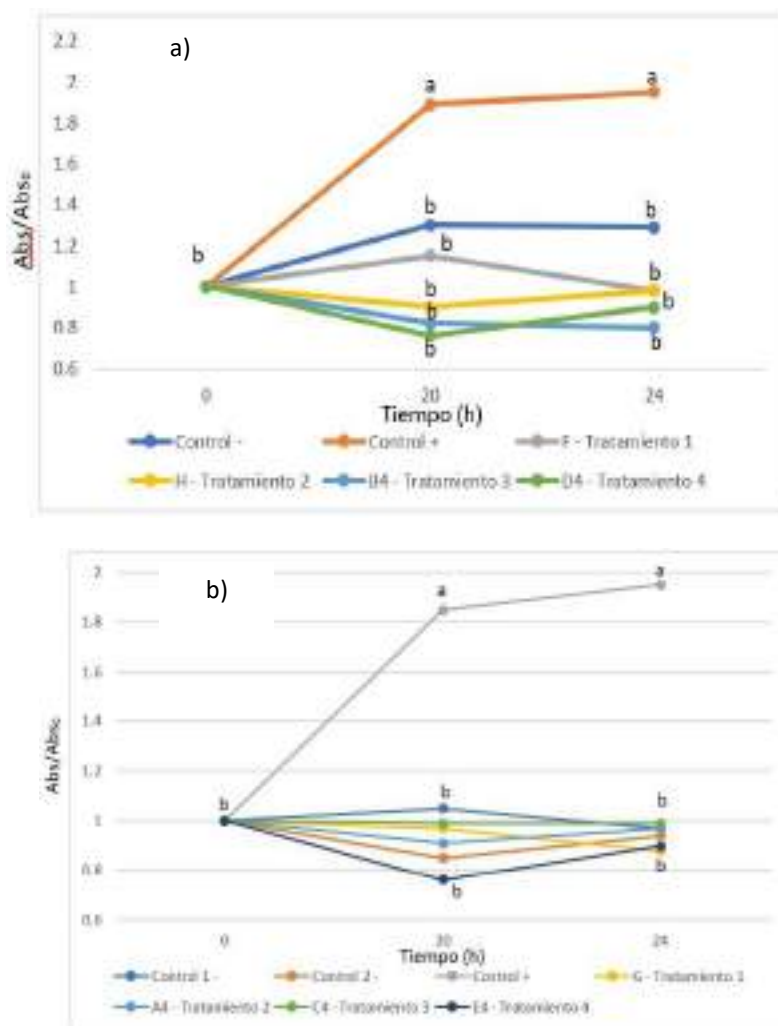 a)
2.2
2
a
a
1.8
1.6
Abs/Abs₀
1.4
b
b
b
b
1.2
b
b
1
b
b
0.8
b
b
0.6
0
20
24
Tiempo (h)
Control -
Control +
F - Tratamiento 1
H - Tratamiento 2
B4 - Tratamiento 3
D4 - Tratamiento 4
b)
2
a
a
1.8
1.6
Abs/Abs₀
1.4
1.2
b
b
b
1
0.8
b
b
0.6
0
20
24
Tiempo (h)
Control 1 -
Control 2 -
Control +
G - Tratamiento 1
A4 - Tratamiento 2
C4 - Tratamiento 3
E4 - Tratamiento 4